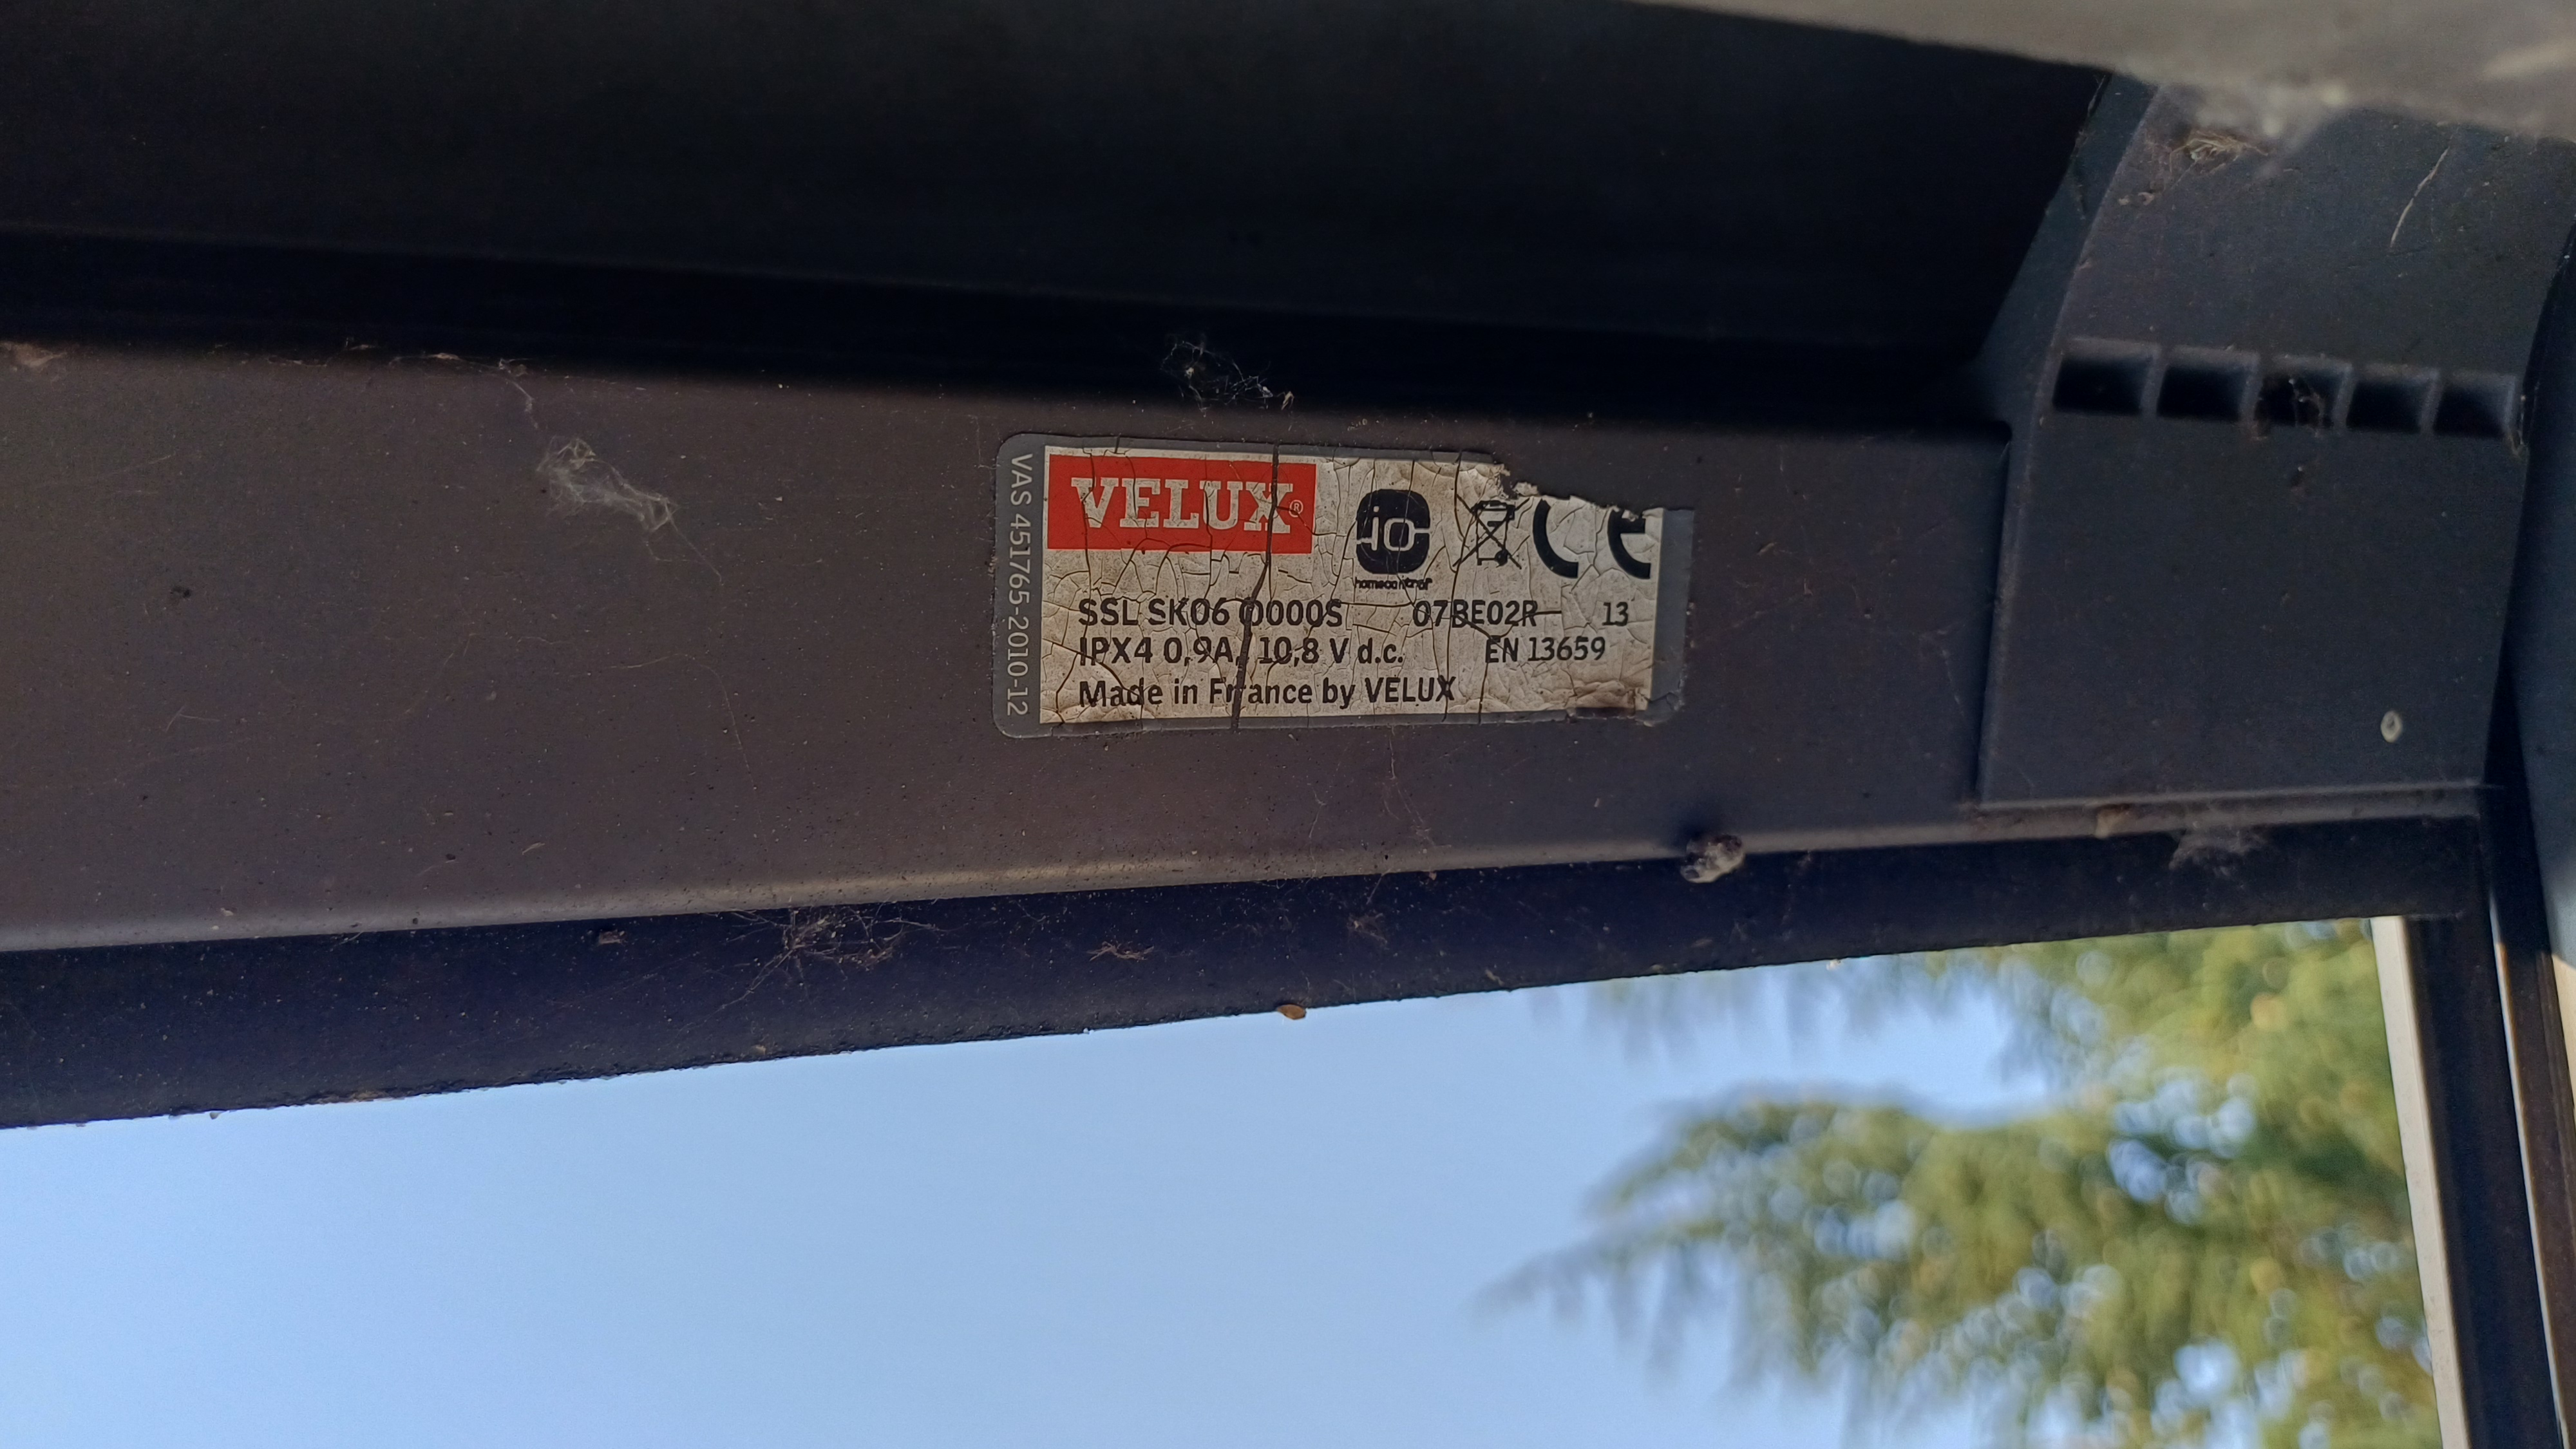 VAS 451765-2010-12
VELUX®
io
homecontrol®
CE
SSL SK06 0000S 07BE02R 13
IPX4 0,9A, 10,8 V d.c. EN 13659
Made in France by VELUX